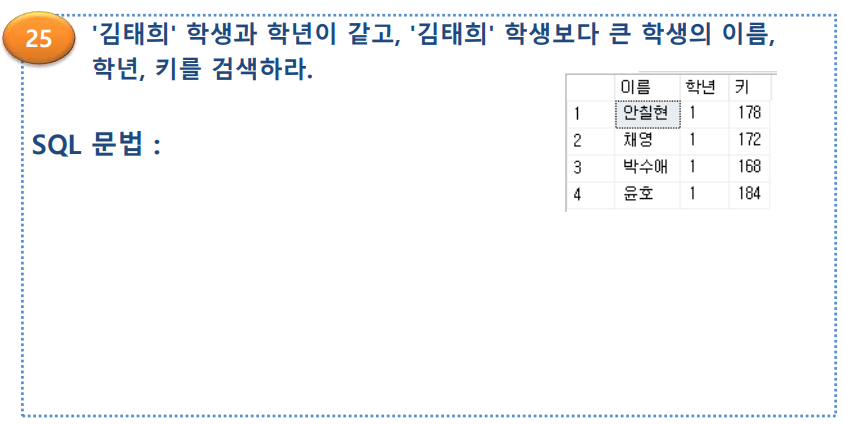 25
'김태희' 학생과 학년이 같고, '김태희' 학생보다 큰 학생의 이름,
학년, 키를 검색하라.
SQL 문법 :
이름 학년 키
1 안칠현 1 178
2 채영 1 172
3 박수애 1 168
4 윤호 1 184